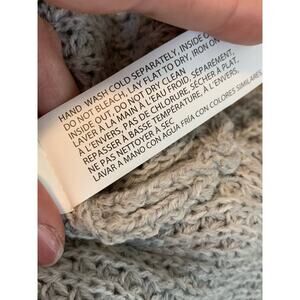 HAND WASH COLD SEPARATELY, INSIDE O
DO NOT BLEACH, LAY FLAT TO DRY, IRON ON
INSIDE OUT DO NOT DRY CLEAN
LAVER À LA MAIN À L'EAU FROID, SÉPARÉMENT,
À L'ENVERS, PAS DE CHLORURE, SÉCHER À PLAT,
REPASSER À BASSE TEMPÉRATURE, À L'ENVERS.
NE PAS NETTOYER À SEC
LAVAR A MANO CON AGUA FRÍA CON COLORES SIMILARES